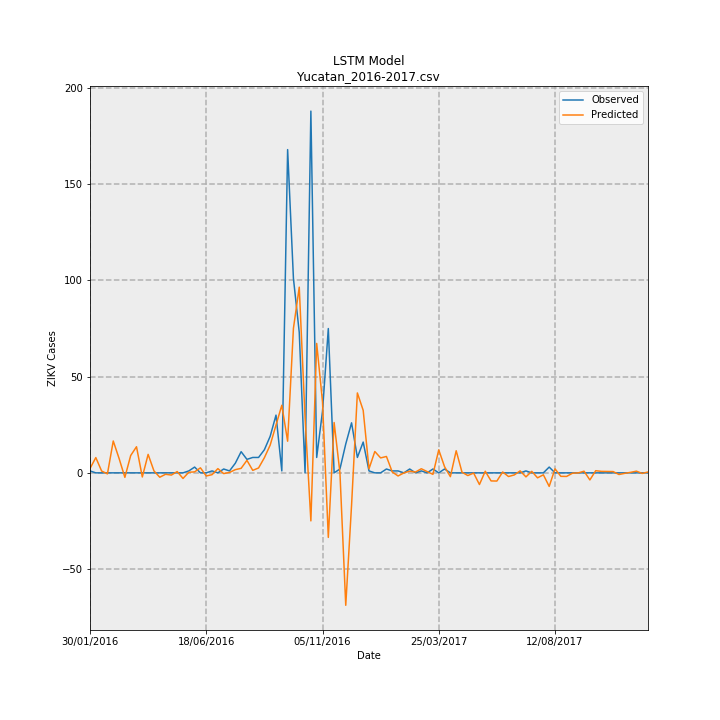 LSTM Model
Yucatan_2016-2017.csv
Observed
Predicted
200
150
100
50
0
−50
ZIKV Cases
30/01/2016 18/06/2016 05/11/2016 25/03/2017 12/08/2017
Date